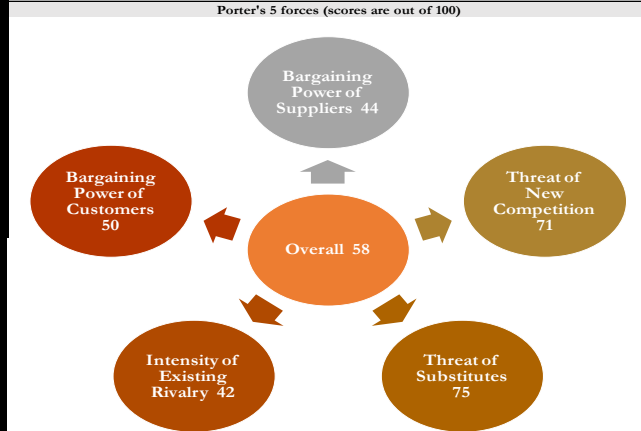 Porter's 5 forces (scores are out of 100)
Bargaining
Power of
Suppliers 44
Bargaining
Power of
Customers
50
Threat of
New
Competition
71
Overall 58
Intensity of
Existing
Rivalry 42
Threat of
Substitutes
75